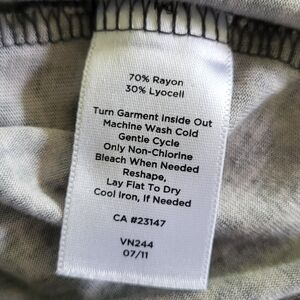 70% Rayon
30% Lyocell
Turn Garment Inside Out
Machine Wash Cold
Gentle Cycle
Only Non-Chlorine
Bleach When Needed
Reshape,
Lay Flat To Dry
Cool Iron, If Needed
CA #23147
VN244
07/11